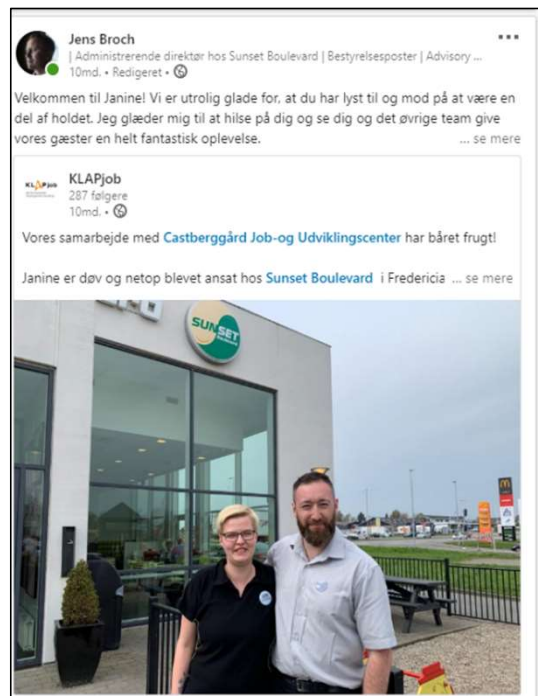 Jens Broch
| Administrerende direktør hos Sunset Boulevard | Bestyrelsesposter | Advisory ...
10md. • Redigeret •
Velkommen til Janine! Vi er utrolig glade for, at du har lyst til og mod på at være en
del af holdet. Jeg glæder mig til at hilse på dig og se dig og det øvrige team give
vores gæster en helt fantastisk oplevelse. ... se mere
KLAPjob
KLAPjob
287 følgere
10md. •
Vores samarbejde med Castberggård Job-og Udviklingscenter har båret frugt!
Janine er døv og netop blevet ansat hos Sunset Boulevard i Fredericia ... se mere
SUNSET